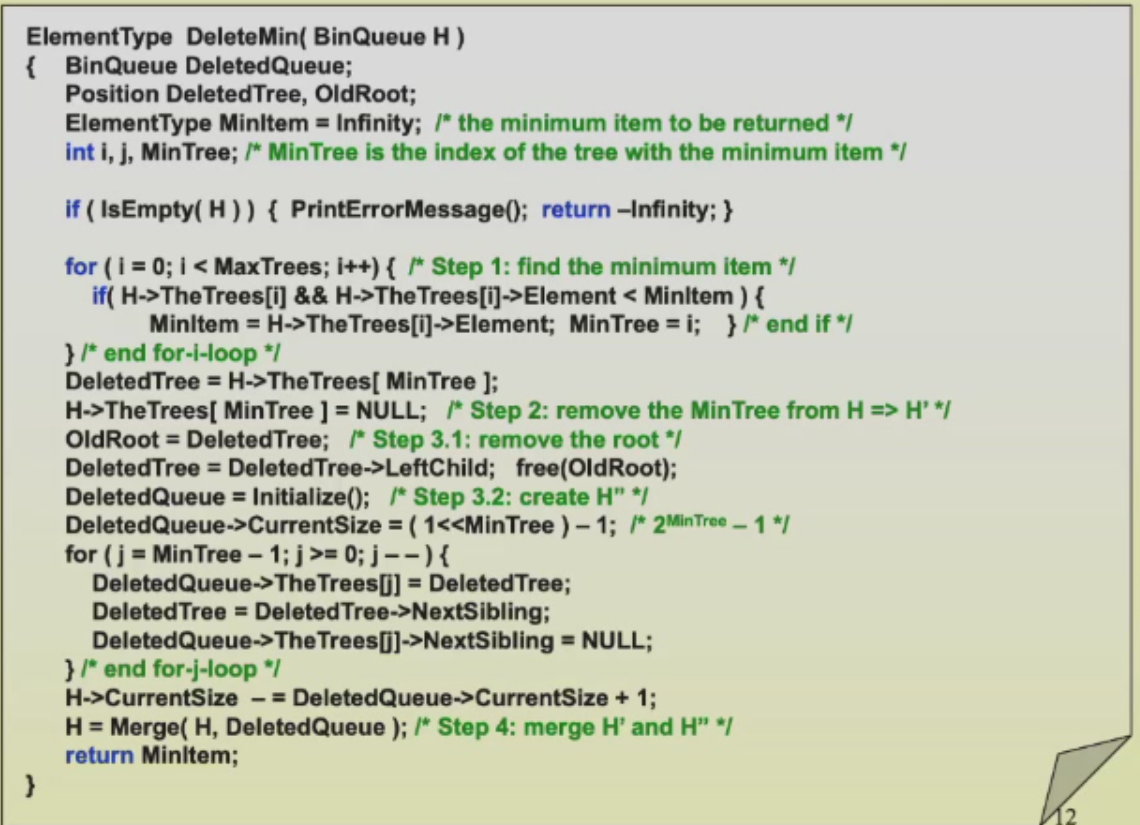 ElementType DeleteMin( BinQueue H )
{ BinQueue DeletedQueue;
Position DeletedTree, OldRoot;
ElementType MinItem = Infinity; /* the minimum item to be returned */
int i, j, MinTree; /* MinTree is the index of the tree with the minimum item */
if ( IsEmpty( H ) ) { PrintErrorMessage(); return –Infinity; }
for ( i = 0; i < MaxTrees; i++) { /* Step 1: find the minimum item */
if( H->TheTrees[i] && H->TheTrees[i]->Element < MinItem ) {
MinItem = H->TheTrees[i]->Element; MinTree = i; } /* end if */
} /* end for-i-loop */
DeletedTree = H->TheTrees[ MinTree ];
H->TheTrees[ MinTree ] = NULL; /* Step 2: remove the MinTree from H => H’ */
OldRoot = DeletedTree; /* Step 3.1: remove the root */
DeletedTree = DeletedTree->LeftChild; free(OldRoot);
DeletedQueue = Initialize(); /* Step 3.2: create H” */
DeletedQueue->CurrentSize = ( 1<<MinTree ) – 1; /* 2^MinTree – 1 */
for ( j = MinTree – 1; j >= 0; j – – ) {
DeletedQueue->TheTrees[j] = DeletedTree;
DeletedTree = DeletedTree->NextSibling;
DeletedQueue->TheTrees[j]->NextSibling = NULL;
} /* end for-j-loop */
H->CurrentSize – = DeletedQueue->CurrentSize + 1;
H = Merge( H, DeletedQueue ); /* Step 4: merge H’ and H” */
return MinItem;
}
12